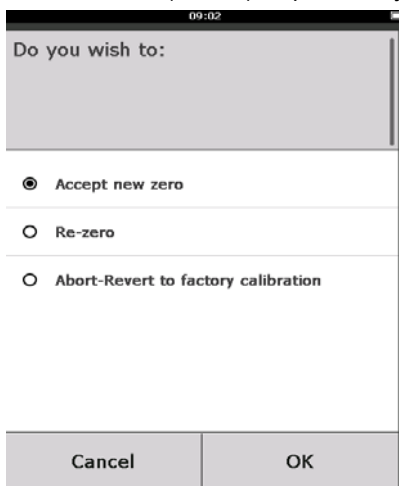 09:02
Do you wish to:
Accept new zero
Re-zero
Abort-Revert to factory calibration
Cancel
OK